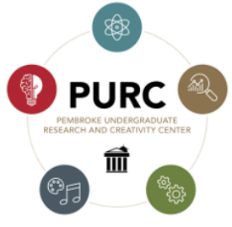 PURC
PEMBROKE UNDERGRADUATE
RESEARCH AND CREATIVITY CENTER